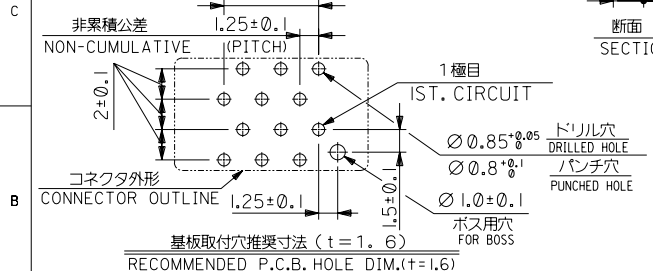 C
断面
SECTI
非累積公差
NON-CUMULATIVE
1.25±0.1
(PITCH)
2±0.1
1極目
1ST. CIRCUIT
Ø0.85+0.05 0
ドリル穴
DRILLED HOLE
Ø0.8+0.1 0
パンチ穴
PUNCHED HOLE
B
コネクタ外形
CONNECTOR OUTLINE
1.25±0.1
1.5±0.1
Ø1.0±0.1
ボス用穴
FOR BOSS
基板取付穴推奨寸法(t=1.6)
RECOMMENDED P.C.B. HOLE DIM.(t=1.6)